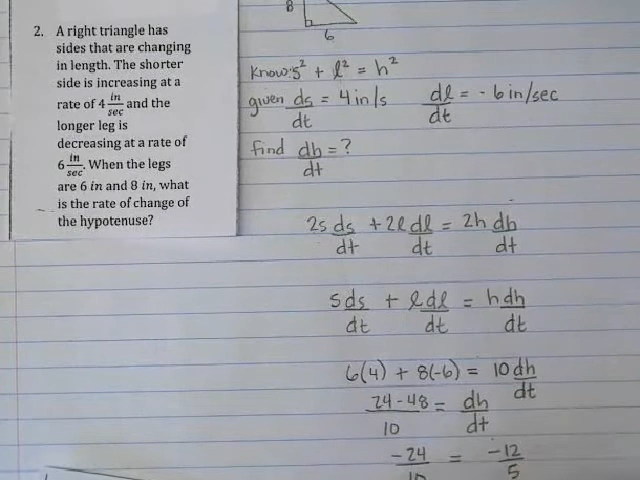 8
6
2. A right triangle has
sides that are changing
in length. The shorter
side is increasing at a
rate of 4 in/sec and the
longer leg is
decreasing at a rate of
6 in/sec. When the legs
are 6 in and 8 in, what
is the rate of change of
the hypotenuse?
Know: s² + l² = h²
given ds/dt = 4 in/s dl/dt = -6 in/sec
find dh/dt = ?
2s ds/dt + 2l dl/dt = 2h dh/dt
s ds/dt + l dl/dt = h dh/dt
6(4) + 8(-6) = 10 dh/dt
24-48/10 = dh/dt
-24/10 = -12/5